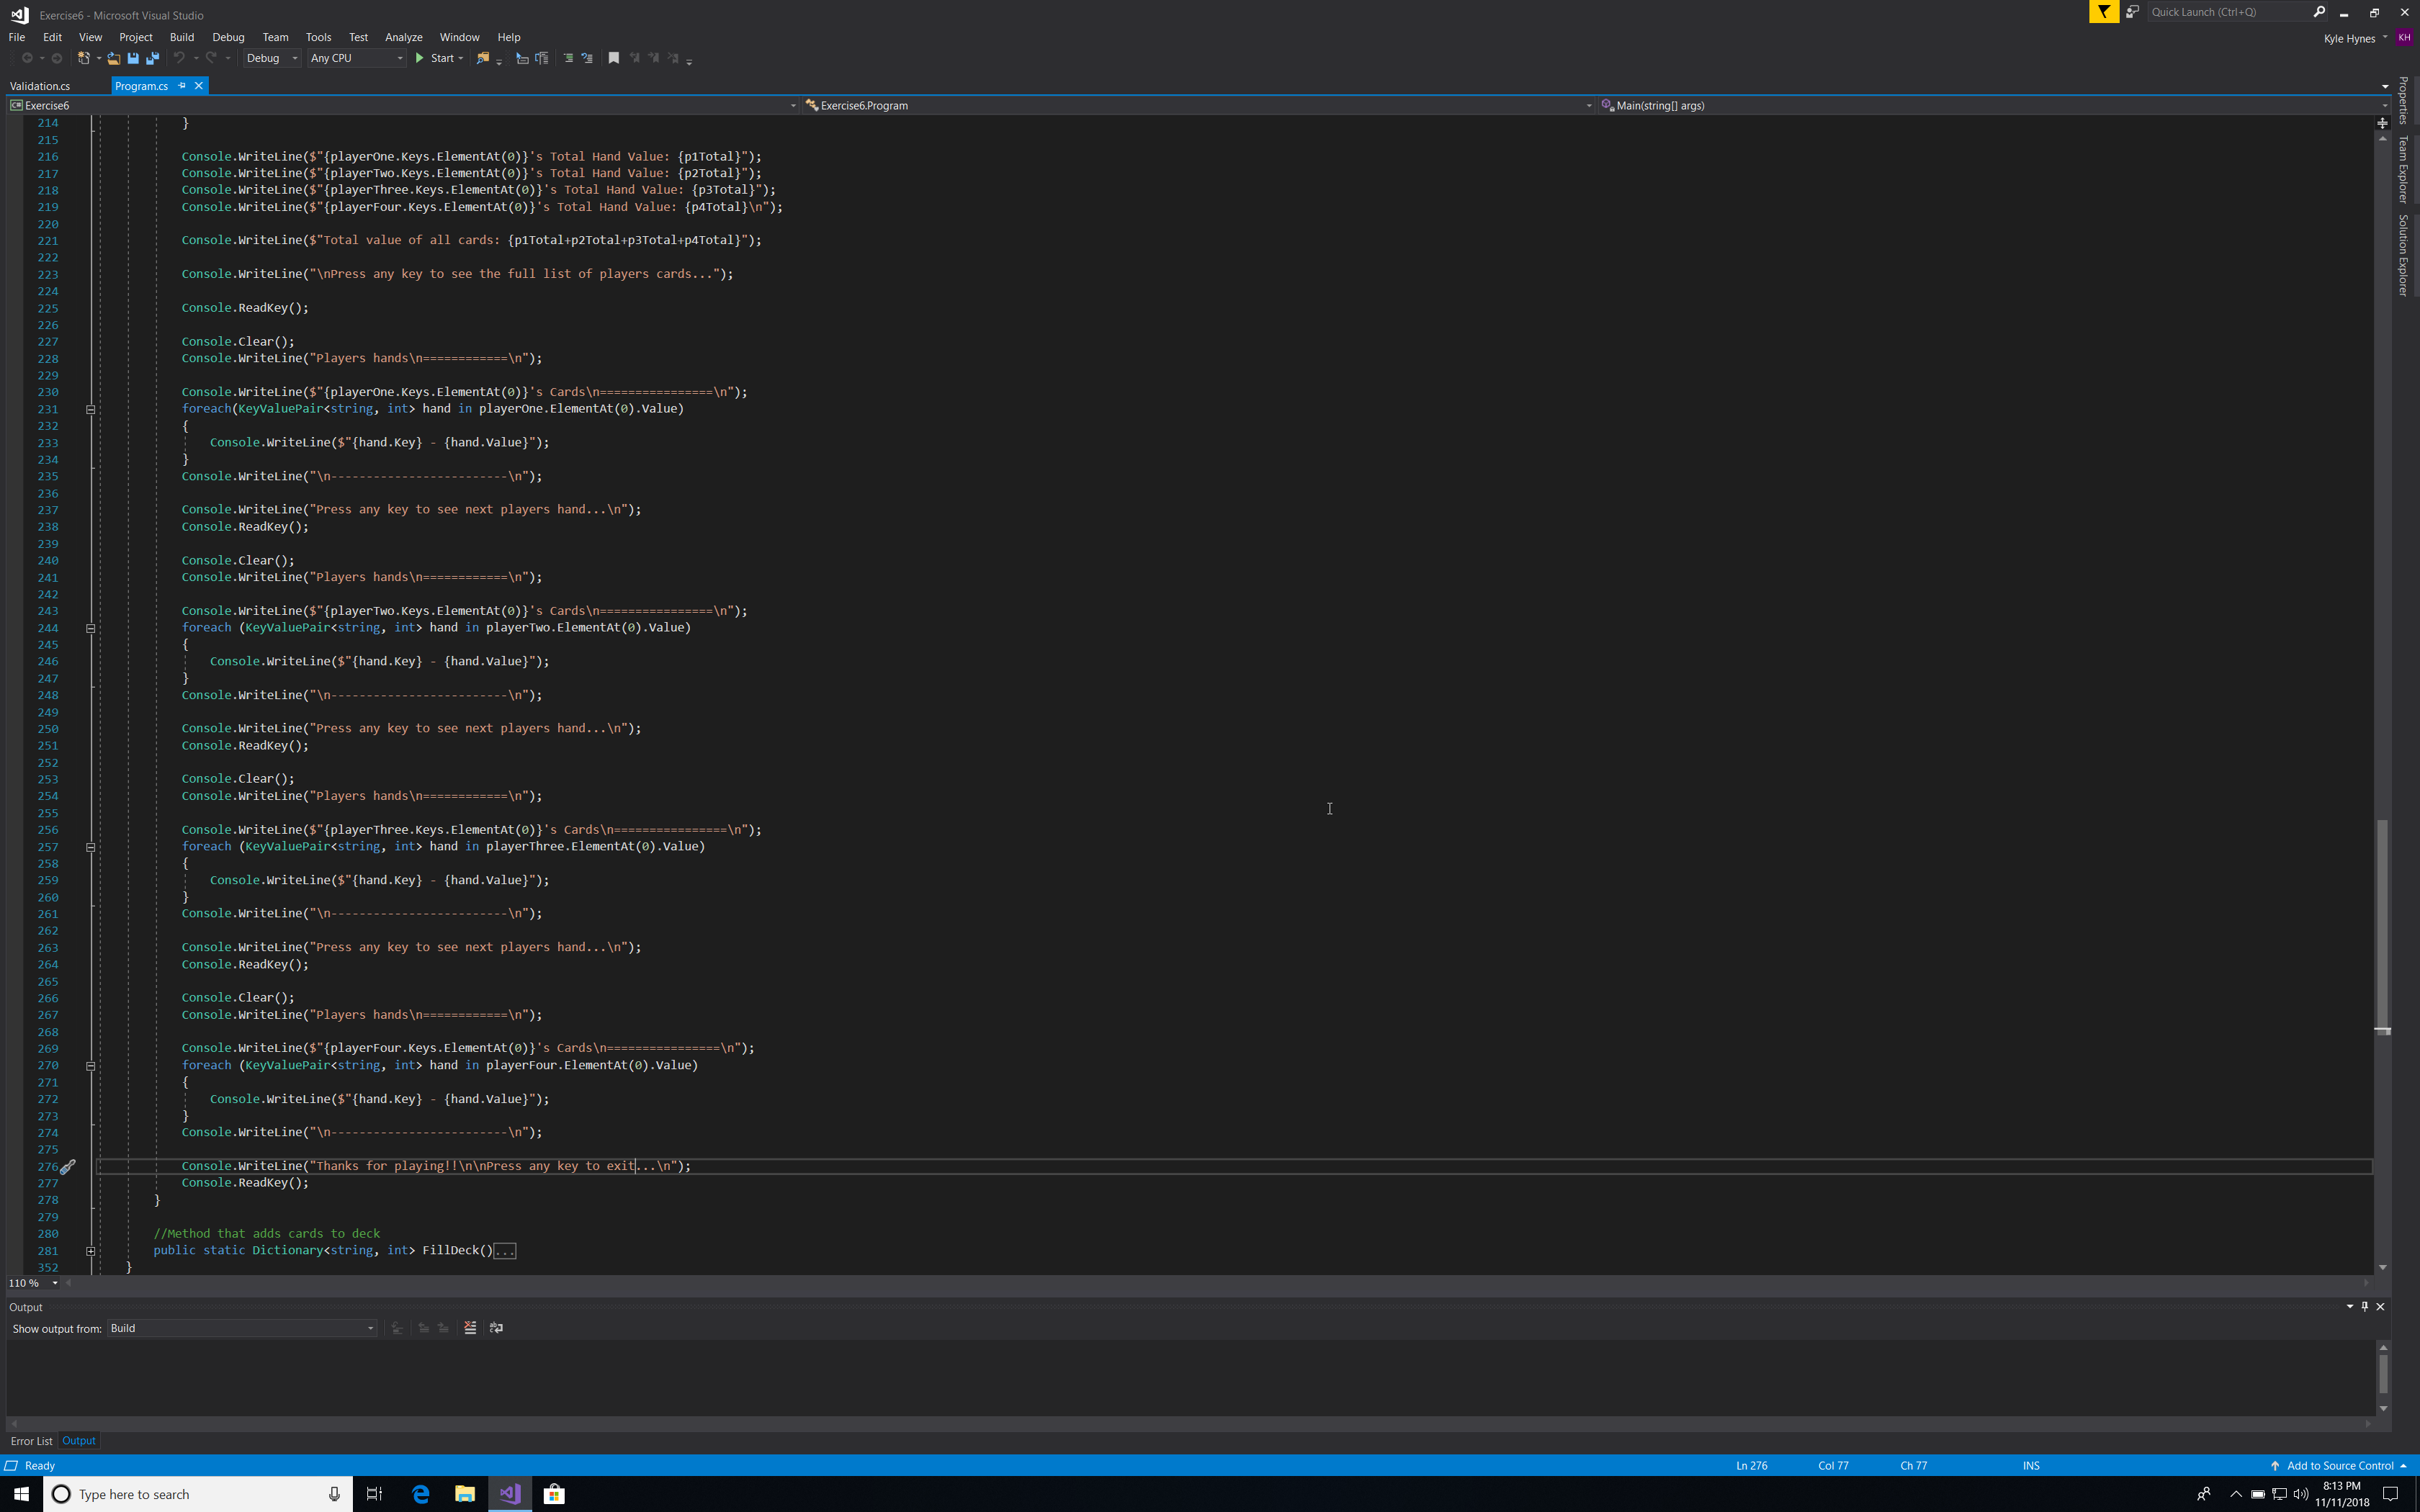 Exercise6 - Microsoft Visual Studio
Quick Launch (Ctrl+Q)
File Edit View Project Build Debug Team Tools Test Analyze Window Help
Kyle Hynes KH
Debug Any CPU Start
Validation.cs Program.cs
Exercise6 Exercise6.Program Main(string[] args)
Properties
Team Explorer
Solution Explorer
214 }
215
216 Console.WriteLine($"{playerOne.Keys.ElementAt(0)}'s Total Hand Value: {p1Total}");
217 Console.WriteLine($"{playerTwo.Keys.ElementAt(0)}'s Total Hand Value: {p2Total}");
218 Console.WriteLine($"{playerThree.Keys.ElementAt(0)}'s Total Hand Value: {p3Total}");
219 Console.WriteLine($"{playerFour.Keys.ElementAt(0)}'s Total Hand Value: {p4Total}\n");
220
221 Console.WriteLine($"Total value of all cards: {p1Total+p2Total+p3Total+p4Total}");
222
223 Console.WriteLine("\nPress any key to see the full list of players cards...");
224
225 Console.ReadKey();
226
227 Console.Clear();
228 Console.WriteLine("Players hands\n============\n");
229
230 Console.WriteLine($"{playerOne.Keys.ElementAt(0)}'s Cards\n================\n");
231 foreach(KeyValuePair<string, int> hand in playerOne.ElementAt(0).Value)
232 {
233 Console.WriteLine($"{hand.Key} - {hand.Value}");
234 }
235 Console.WriteLine("\n-------------------------\n");
236
237 Console.WriteLine("Press any key to see next players hand...\n");
238 Console.ReadKey();
239
240 Console.Clear();
241 Console.WriteLine("Players hands\n============\n");
242
243 Console.WriteLine($"{playerTwo.Keys.ElementAt(0)}'s Cards\n================\n");
244 foreach (KeyValuePair<string, int> hand in playerTwo.ElementAt(0).Value)
245 {
246 Console.WriteLine($"{hand.Key} - {hand.Value}");
247 }
248 Console.WriteLine("\n-------------------------\n");
249
250 Console.WriteLine("Press any key to see next players hand...\n");
251 Console.ReadKey();
252
253 Console.Clear();
254 Console.WriteLine("Players hands\n============\n");
255
256 Console.WriteLine($"{playerThree.Keys.ElementAt(0)}'s Cards\n================\n");
257 foreach (KeyValuePair<string, int> hand in playerThree.ElementAt(0).Value)
258 {
259 Console.WriteLine($"{hand.Key} - {hand.Value}");
260 }
261 Console.WriteLine("\n-------------------------\n");
262
263 Console.WriteLine("Press any key to see next players hand...\n");
264 Console.ReadKey();
265
266 Console.Clear();
267 Console.WriteLine("Players hands\n============\n");
268
269 Console.WriteLine($"{playerFour.Keys.ElementAt(0)}'s Cards\n================\n");
270 foreach (KeyValuePair<string, int> hand in playerFour.ElementAt(0).Value)
271 {
272 Console.WriteLine($"{hand.Key} - {hand.Value}");
273 }
274 Console.WriteLine("\n-------------------------\n");
275
276 Console.WriteLine("Thanks for playing!!\n\nPress any key to exit...\n");
277 Console.ReadKey();
278 }
279
280 //Method that adds cards to deck
281 public static Dictionary<string, int> FillDeck()...
352 }
110 %
Output
Show output from: Build
Error List Output
Ready Ln 276 Col 77 Ch 77 INS Add to Source Control
Type here to search
8:13 PM
11/11/2018